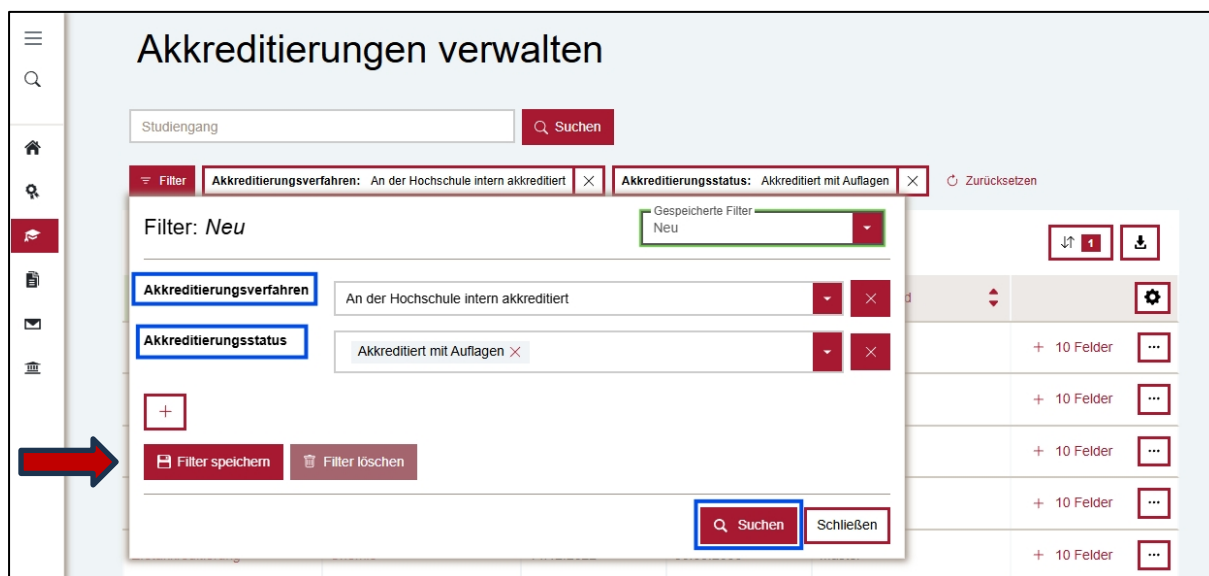 Akkreditierungen verwalten
Studiengang
Suchen
Filter
Akkreditierungsverfahren: An der Hochschule intern akkreditiert
Akkreditierungsstatus: Akkreditiert mit Auflagen
Zurücksetzen
Filter: Neu
Gespeicherte Filter
Neu
1
Akkreditierungsverfahren
An der Hochschule intern akkreditiert
d
Akkreditierungsstatus
Akkreditiert mit Auflagen
+ 10 Felder
+ 10 Felder
Filter speichern
Filter löschen
+ 10 Felder
+ 10 Felder
Suchen
Schließen
+ 10 Felder